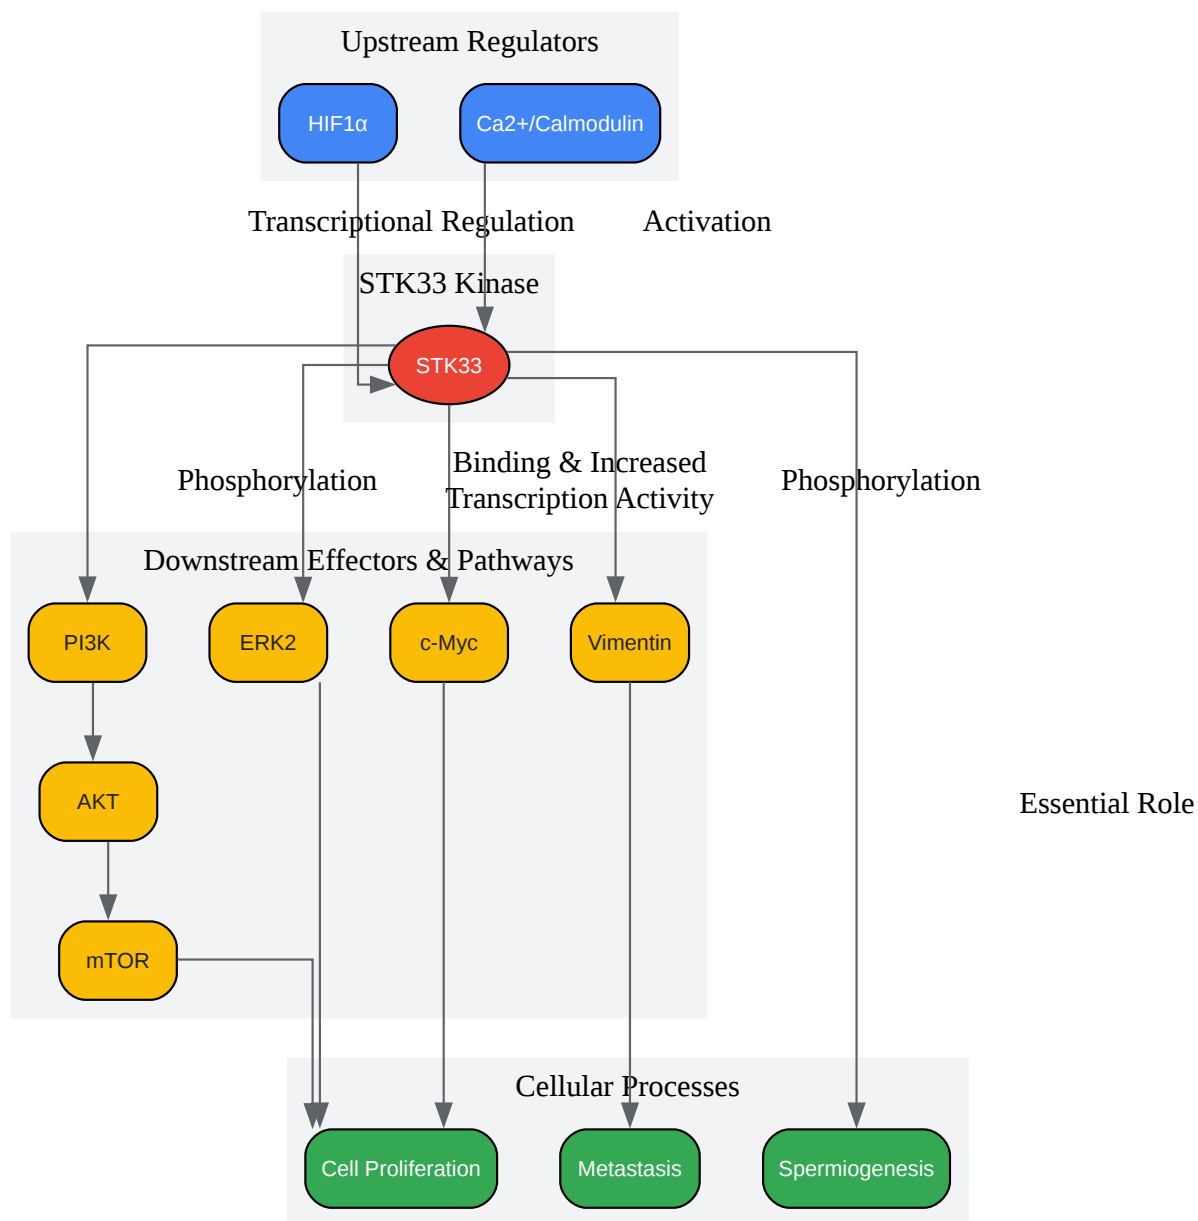 Upstream Regulators
HIF1α
Ca2+/Calmodulin
Transcriptional Regulation
Activation
STK33 Kinase
STK33
Phosphorylation
Binding & Increased
Transcription Activity
Phosphorylation
Downstream Effectors & Pathways
PI3K
ERK2
c-Myc
Vimentin
AKT
Essential Role
mTOR
Cellular Processes
Cell Proliferation
Metastasis
Spermiogenesis